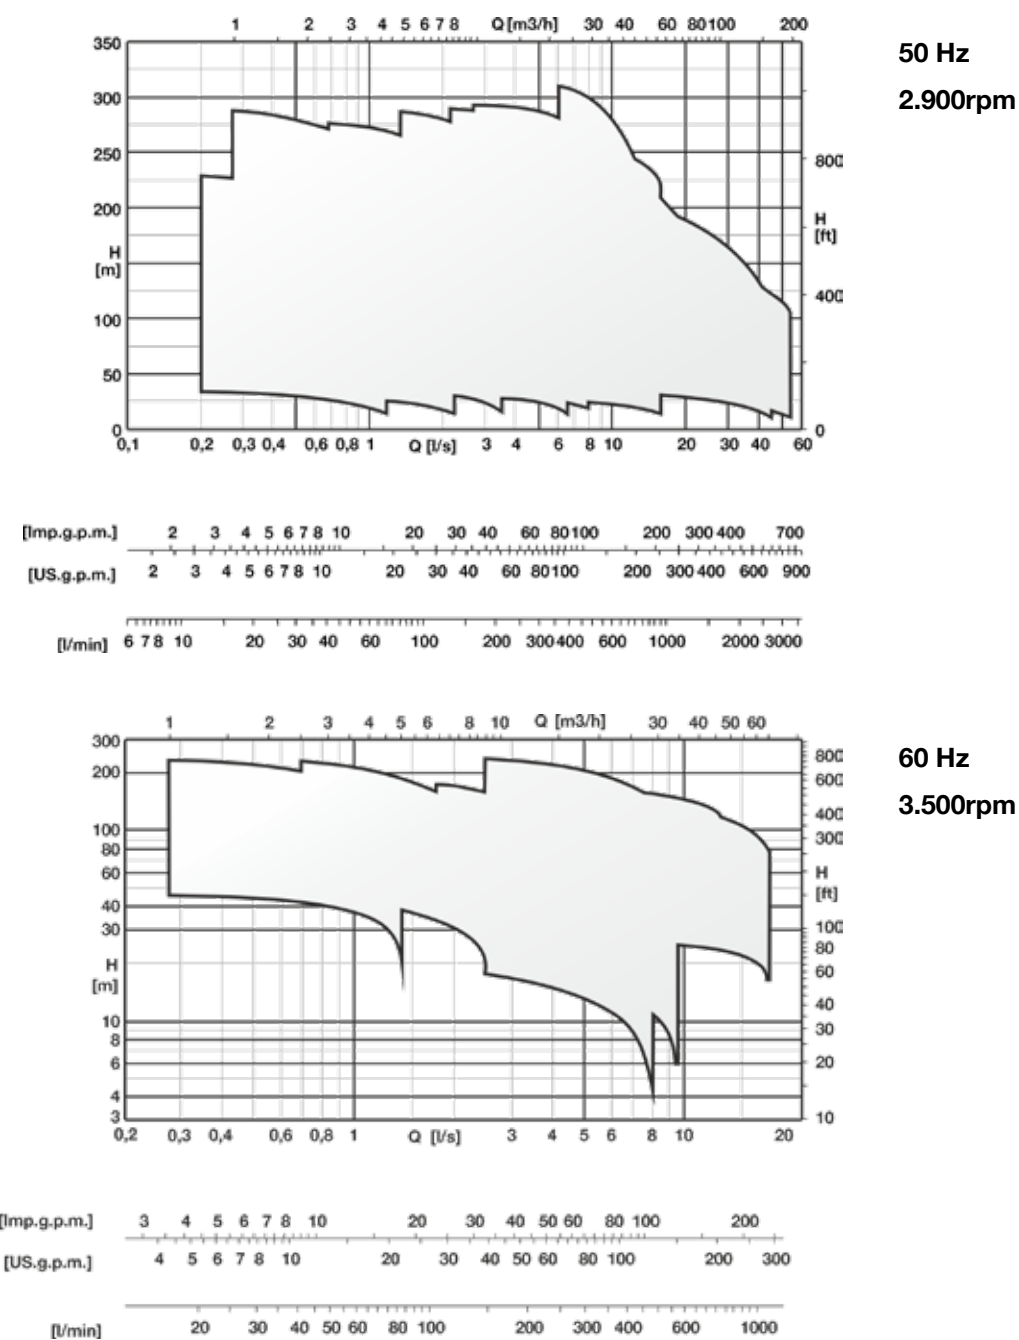 1 2 3 4 5 6 7 8 Q [m3/h] 30 40 60 80 100 200
50 Hz
2.900rpm
350
300
250
200
H
[m]
100
50
0
800
H
[ft]
400
0
0,1 0,2 0,3 0,4 0,6 0,8 1 Q [l/s] 3 4 6 8 10 20 30 40 60
[Imp.g.p.m.] 2 3 4 5 6 7 8 10 20 30 40 60 80 100 200 300 400 700
[US.g.p.m.] 2 3 4 5 6 7 8 10 20 30 40 60 80 100 200 300 400 600 900
[l/min] 6 7 8 10 20 30 40 60 100 200 300 400 600 1000 2000 3000
1 2 3 4 5 6 8 10 Q [m3/h] 30 40 50 60
60 Hz
3.500rpm
300
200
100
80
60
40
30
H
[m]
10
8
6
4
3
800
600
400
300
H
[ft]
100
80
60
40
30
20
10
0,2 0,3 0,4 0,6 0,8 1 Q [l/s] 3 4 5 6 8 10 20
[Imp.g.p.m.] 3 4 5 6 7 8 10 20 30 40 50 60 80 100 200
[US.g.p.m.] 4 5 6 7 8 10 20 30 40 50 60 80 100 200 300
[l/min] 20 30 40 50 60 80 100 200 300 400 600 1000